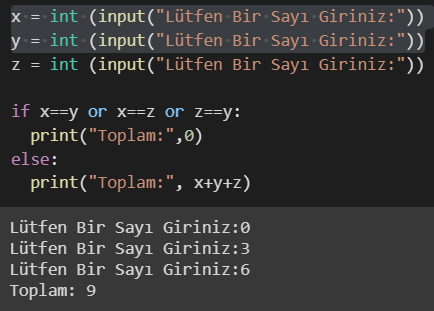 x = int (input("Lütfen Bir Sayı Giriniz:"))
y = int (input("Lütfen Bir Sayı Giriniz:"))
z = int (input("Lütfen Bir Sayı Giriniz:"))
if x==y or x==z or z==y:
print("Toplam:",0)
else:
print("Toplam:", x+y+z)
Lütfen Bir Sayı Giriniz:0
Lütfen Bir Sayı Giriniz:3
Lütfen Bir Sayı Giriniz:6
Toplam: 9